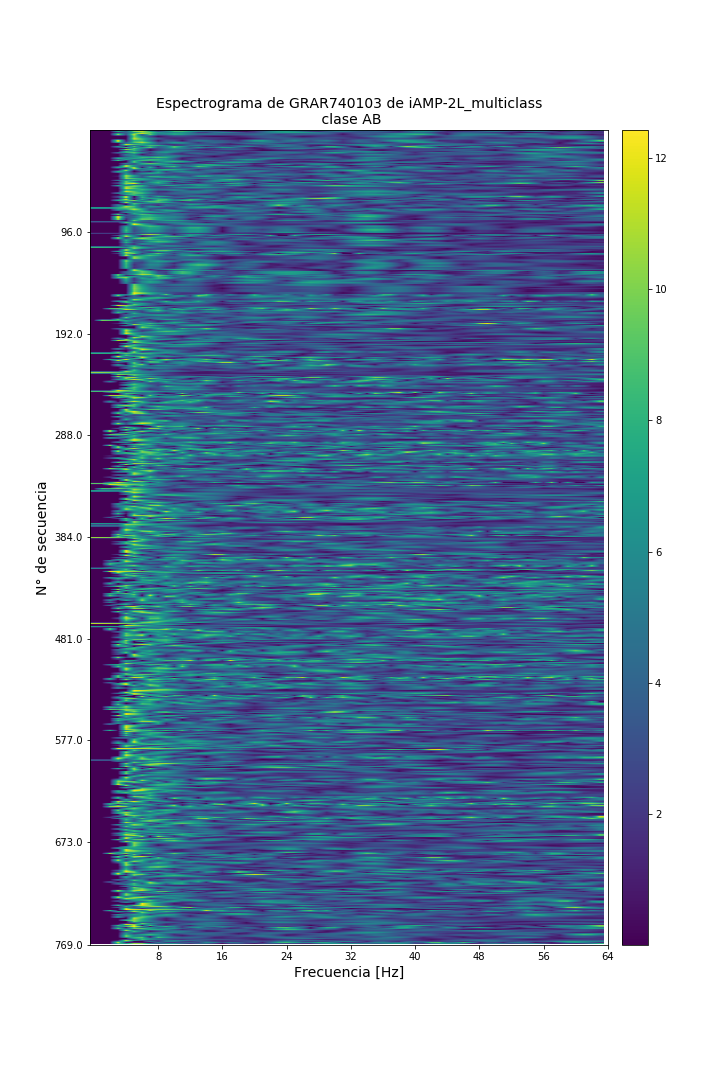 Espectrograma de GRAR740103 de iAMP-2L_multiclass
clase AB
N° de secuencia
96.0
192.0
288.0
384.0
481.0
577.0
673.0
769.0
8 16 24 32 40 48 56 64
Frecuencia [Hz]
12
10
8
6
4
2